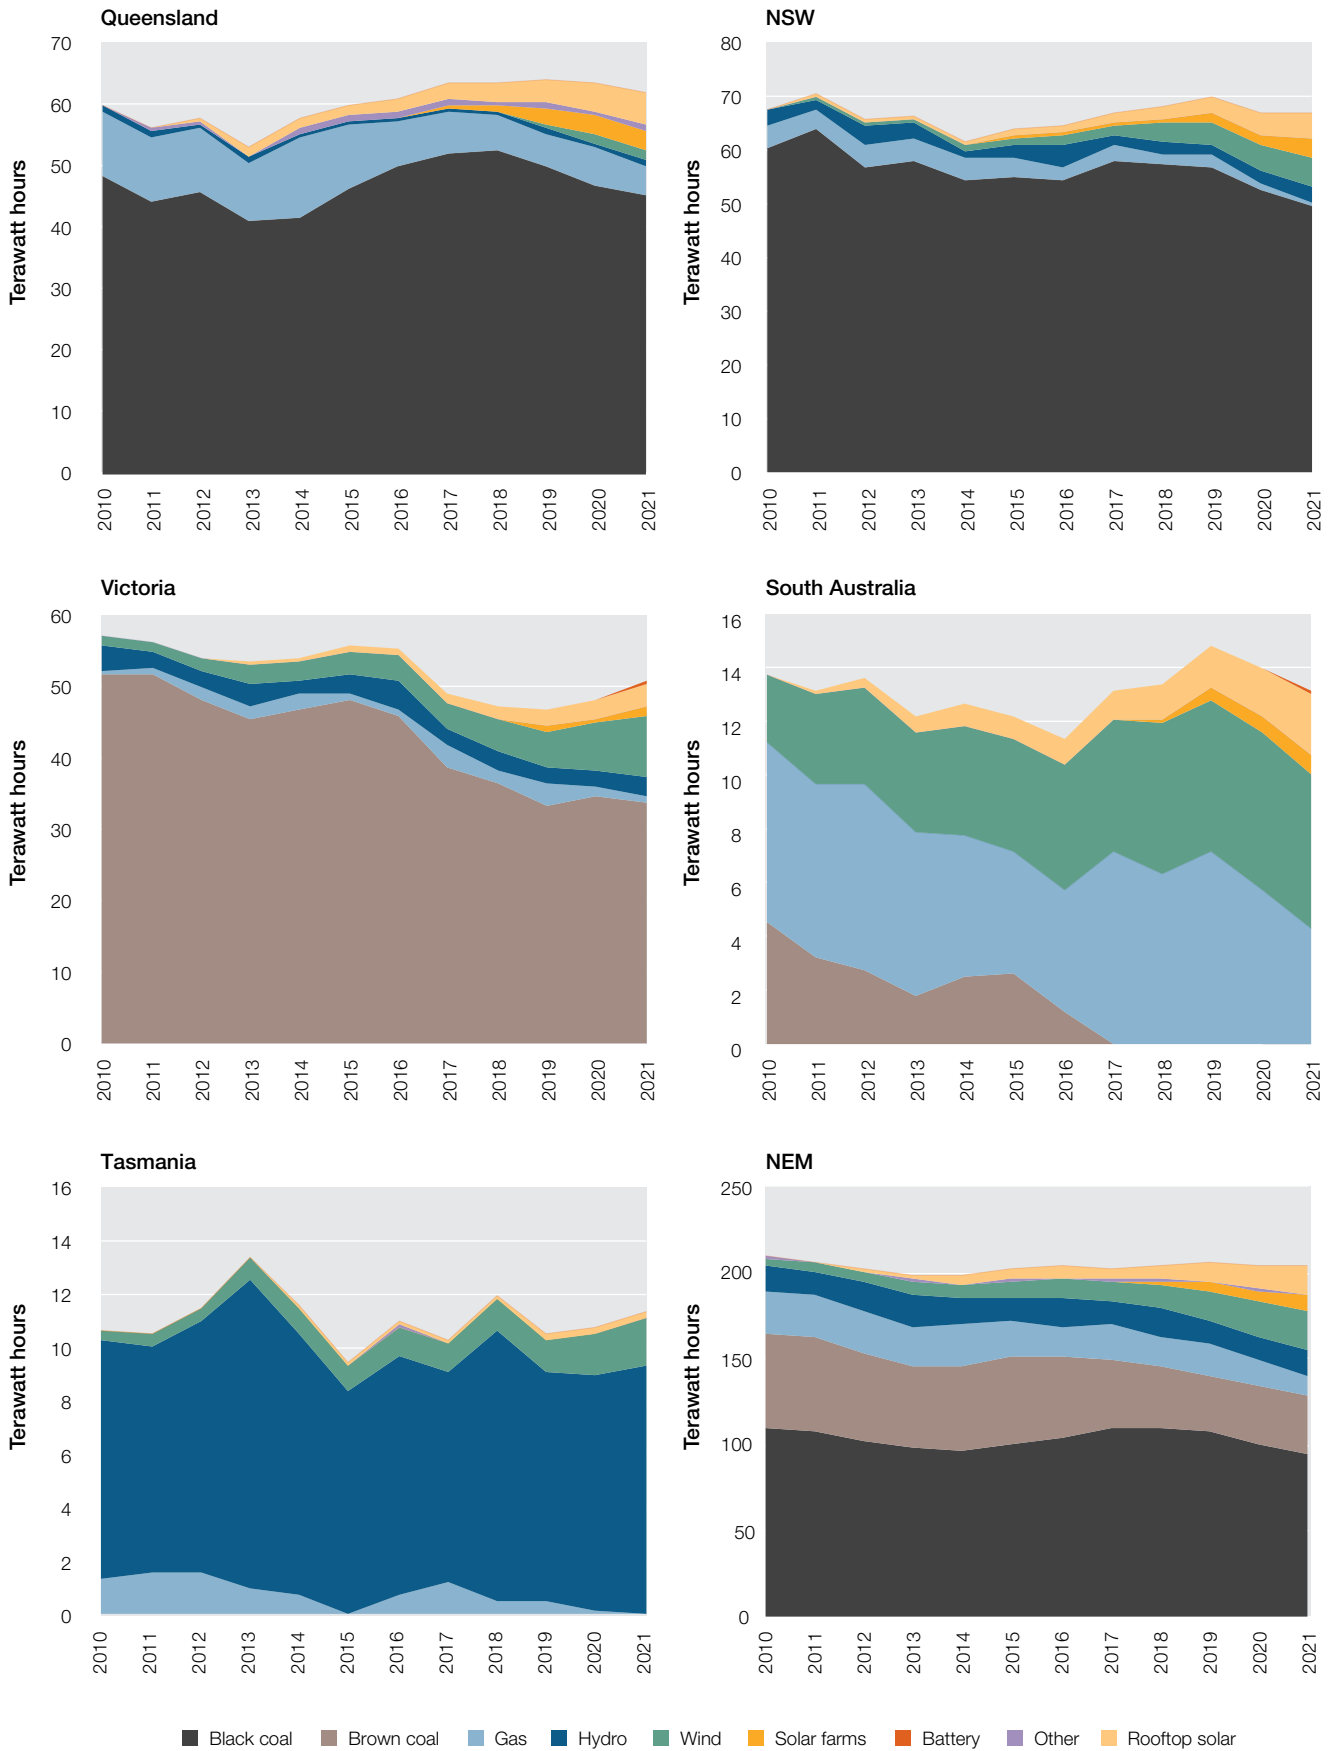 Queensland
70
60
50
40
30
20
10
0
Terawatt hours
2010 2011 2012 2013 2014 2015 2016 2017 2018 2019 2020 2021
NSW
80
70
60
50
40
30
20
10
0
Terawatt hours
2010 2011 2012 2013 2014 2015 2016 2017 2018 2019 2020 2021
Victoria
60
50
40
30
20
10
0
Terawatt hours
2010 2011 2012 2013 2014 2015 2016 2017 2018 2019 2020 2021
South Australia
16
14
12
10
8
6
4
2
0
Terawatt hours
2010 2011 2012 2013 2014 2015 2016 2017 2018 2019 2020 2021
Tasmania
16
14
12
10
8
6
4
2
0
Terawatt hours
2010 2011 2012 2013 2014 2015 2016 2017 2018 2019 2020 2021
NEM
250
200
150
100
50
0
Terawatt hours
2010 2011 2012 2013 2014 2015 2016 2017 2018 2019 2020 2021
Black coal Brown coal Gas Hydro Wind Solar farms Battery Other Rooftop solar